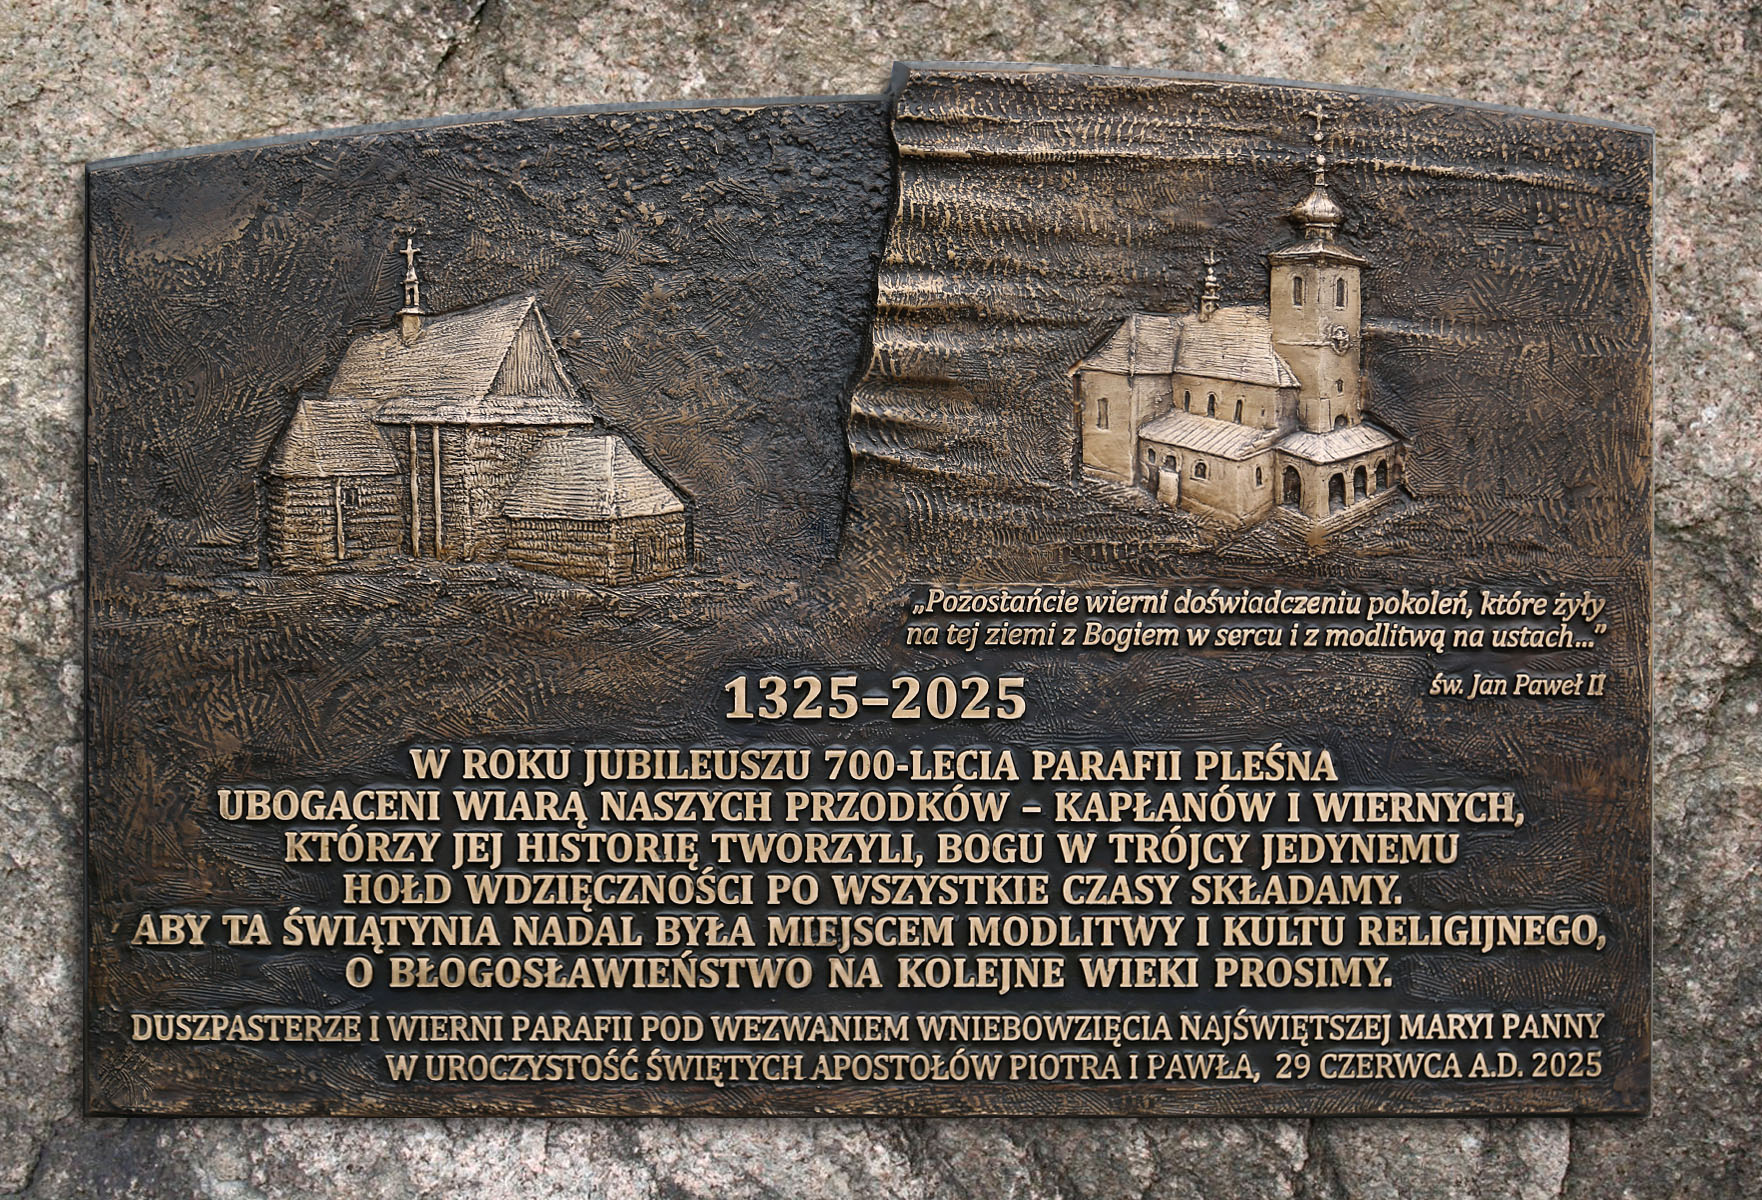 „Pozostańcie wierni doświadczeniu pokoleń, które żyły
na tej ziemi z Bogiem w sercu i z modlitwą na ustach...”
św. Jan Paweł II
1325–2025
W ROKU JUBILEUSZU 700-LECIA PARAFII PLEŚNA
UBOGACENI WIARĄ NASZYCH PRZODKÓW – KAPŁANÓW I WIERNYCH,
KTÓRZY JEJ HISTORIĘ TWORZYLI, BOGU W TRÓJCY JEDYNEMU
HOŁD WDZIĘCZNOŚCI PO WSZYSTKIE CZASY SKŁADAMY.
ABY TA ŚWIĄTYNIA NADAL BYŁA MIEJSCEM MODLITWY I KULTU RELIGIJNEGO,
O BŁOGOSŁAWIEŃSTWO NA KOLEJNE WIEKI PROSIMY.
DUSZPASTERZE I WIERNI PARAFII POD WEZWANIEM WNIEBOWZIĘCIA NAJŚWIĘTSZEJ MARYI PANNY
W UROCZYSTOŚĆ ŚWIĘTYCH APOSTOŁÓW PIOTRA I PAWŁA, 29 CZERWCA A.D. 2025